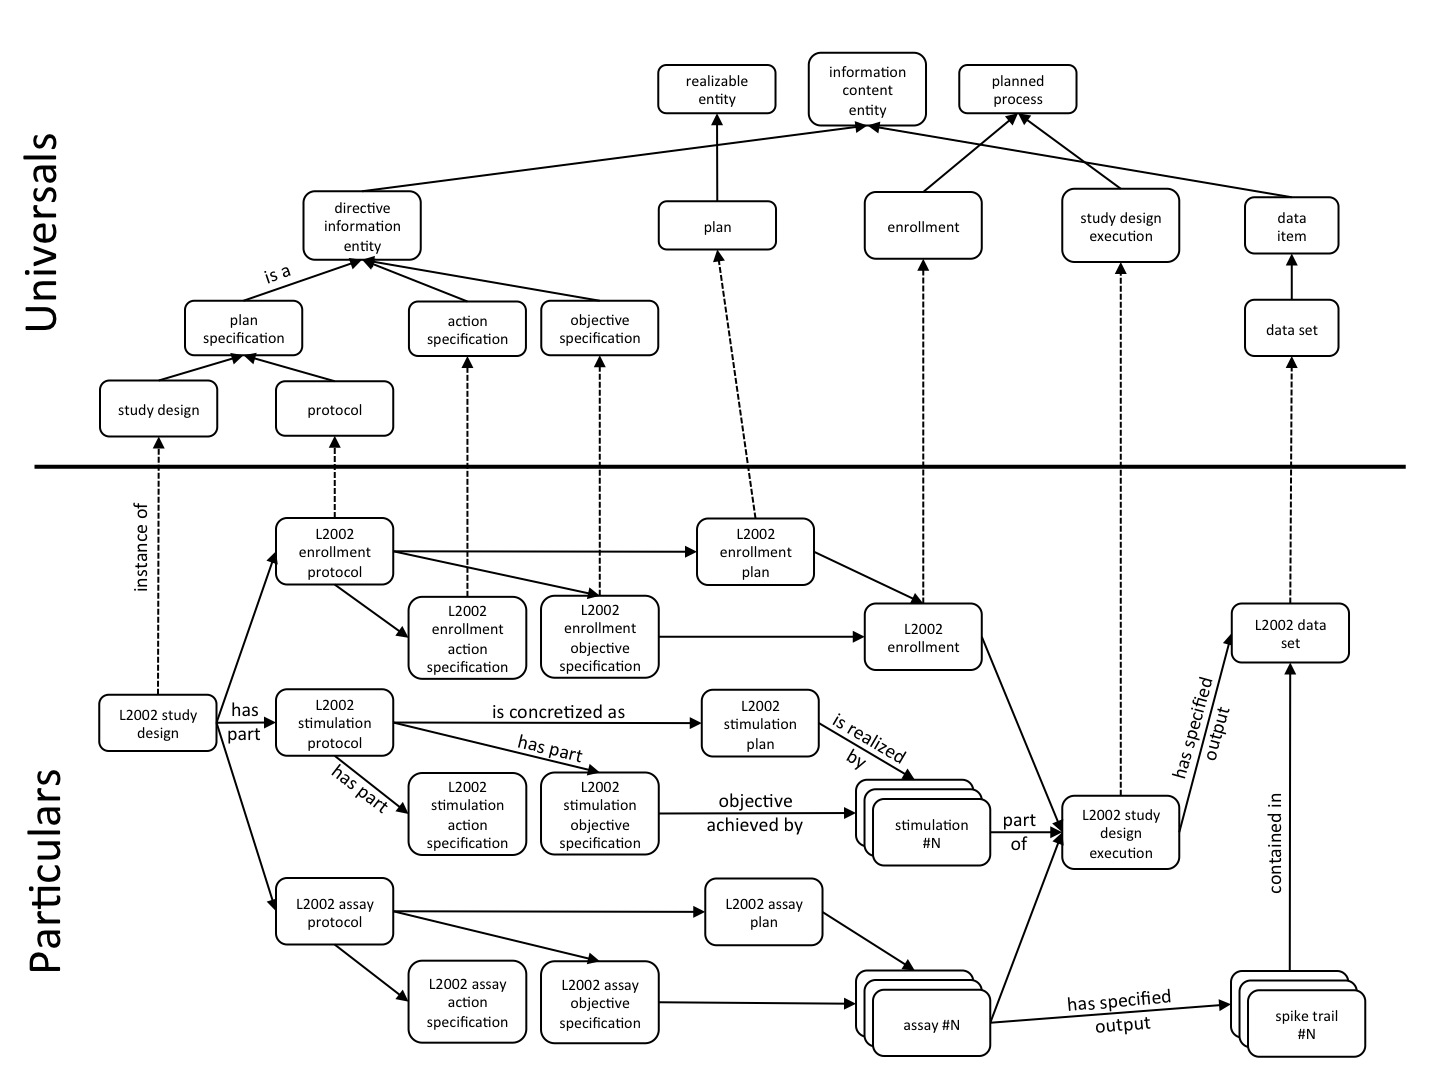 Universals
realizable
entity
information
content
entity
planned
process
directive
information
entity
plan
enrollment
study design
execution
data
item
is a
plan
specification
action
specification
objective
specification
data set
study design
protocol
Particulars
instance of
L2002
enrollment
protocol
L2002
enrollment
plan
L2002
enrollment
action
specification
L2002
enrollment
objective
specification
L2002
enrollment
L2002 data
set
L2002 study
design
has
part
L2002
stimulation
protocol
is concretized as
L2002
stimulation
plan
is realized
by
has part
has part
L2002
stimulation
action
specification
L2002
stimulation
objective
specification
objective
achieved by
stimulation
#N
part
of
L2002 study
design
execution
has specified
output
contained in
L2002 assay
protocol
L2002 assay
plan
L2002 assay
action
specification
L2002 assay
objective
specification
assay #N
has specified
output
spike trail
#N